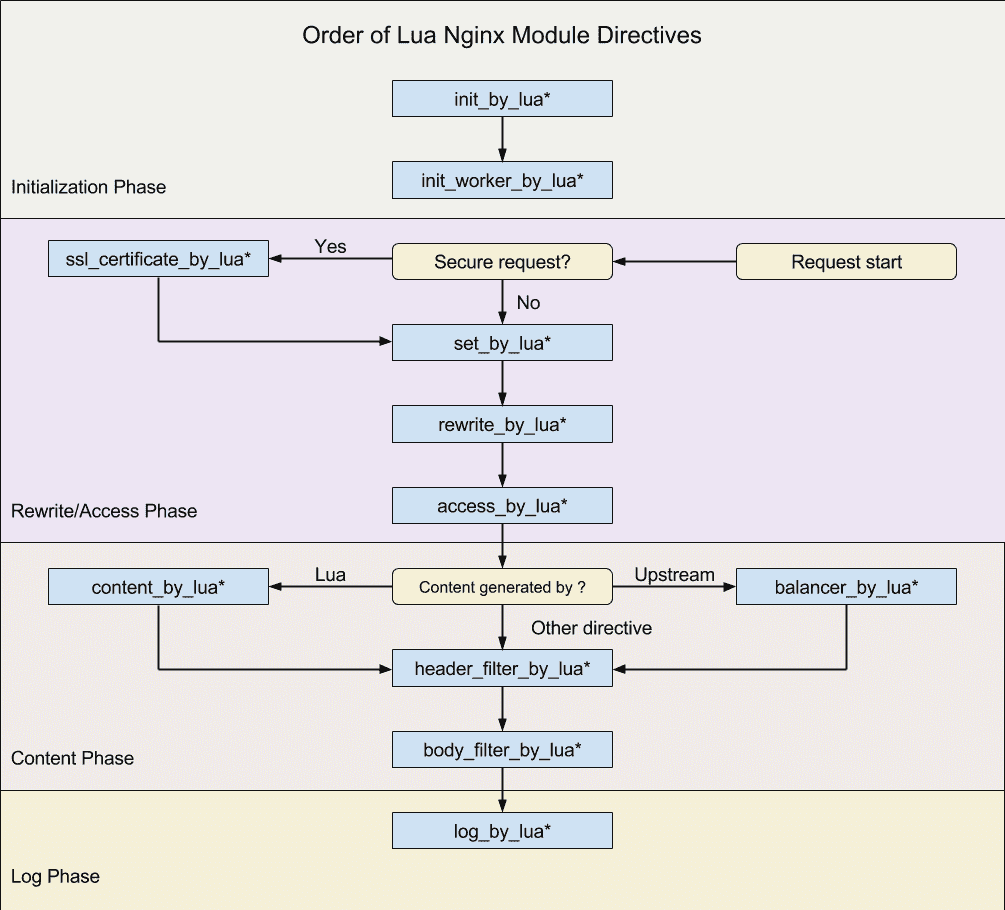 Order of Lua Nginx Module Directives
init_by_lua*
init_worker_by_lua*
Initialization Phase
ssl_certificate_by_lua*
Yes
Secure request?
Request start
No
set_by_lua*
rewrite_by_lua*
access_by_lua*
Rewrite/Access Phase
content_by_lua*
Lua
Content generated by ?
Upstream
balancer_by_lua*
Other directive
header_filter_by_lua*
body_filter_by_lua*
Content Phase
log_by_lua*
Log Phase